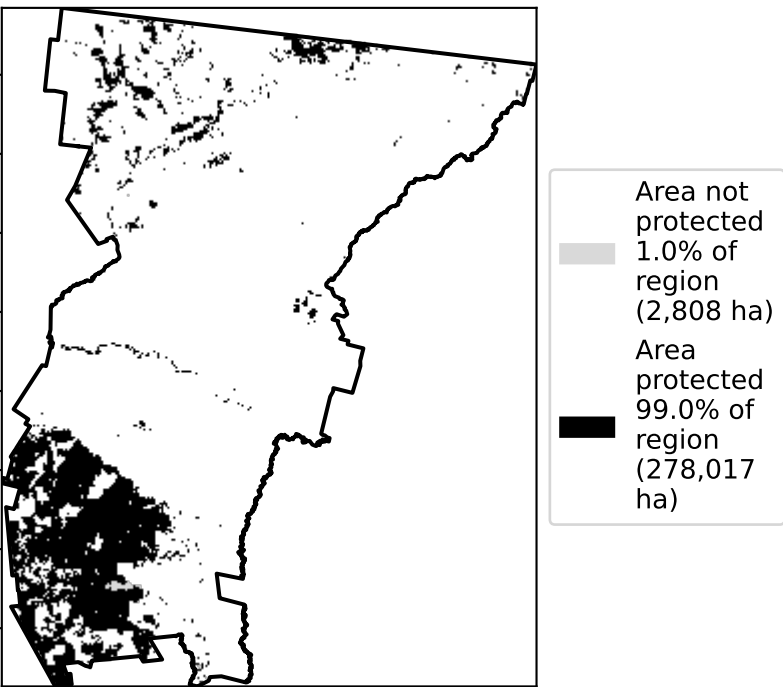 Area not
protected
1.0% of
region
(2,808 ha)
Area
protected
99.0% of
region
(278,017
ha)